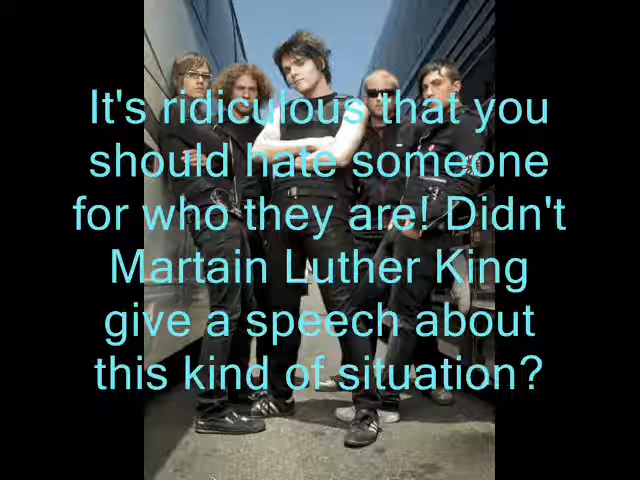 It's ridiculous that you
should hate someone
for who they are! Didn't
Martain Luther King
give a speech about
this kind of situation?